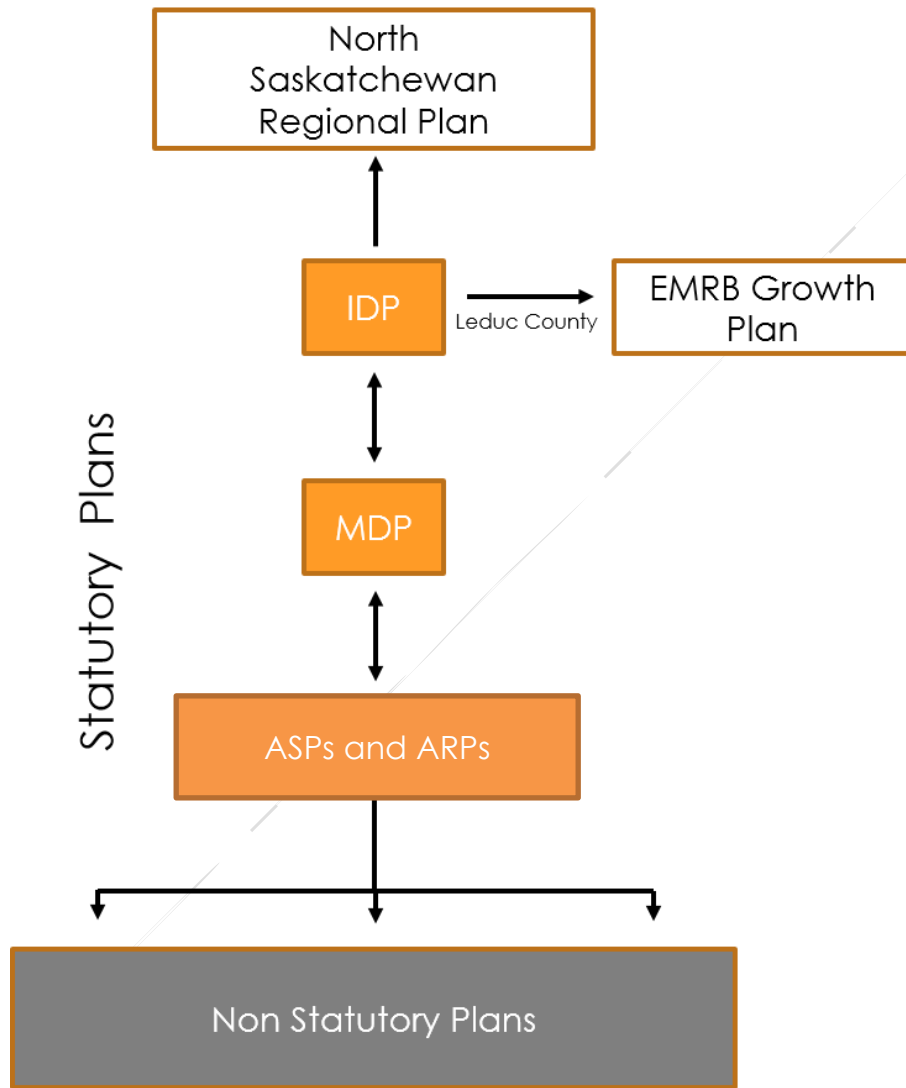 North
Saskatchewan
Regional Plan
IDP
Leduc County
EMRB Growth
Plan
MDP
Statutory Plans
ASPs and ARPs
Non Statutory Plans